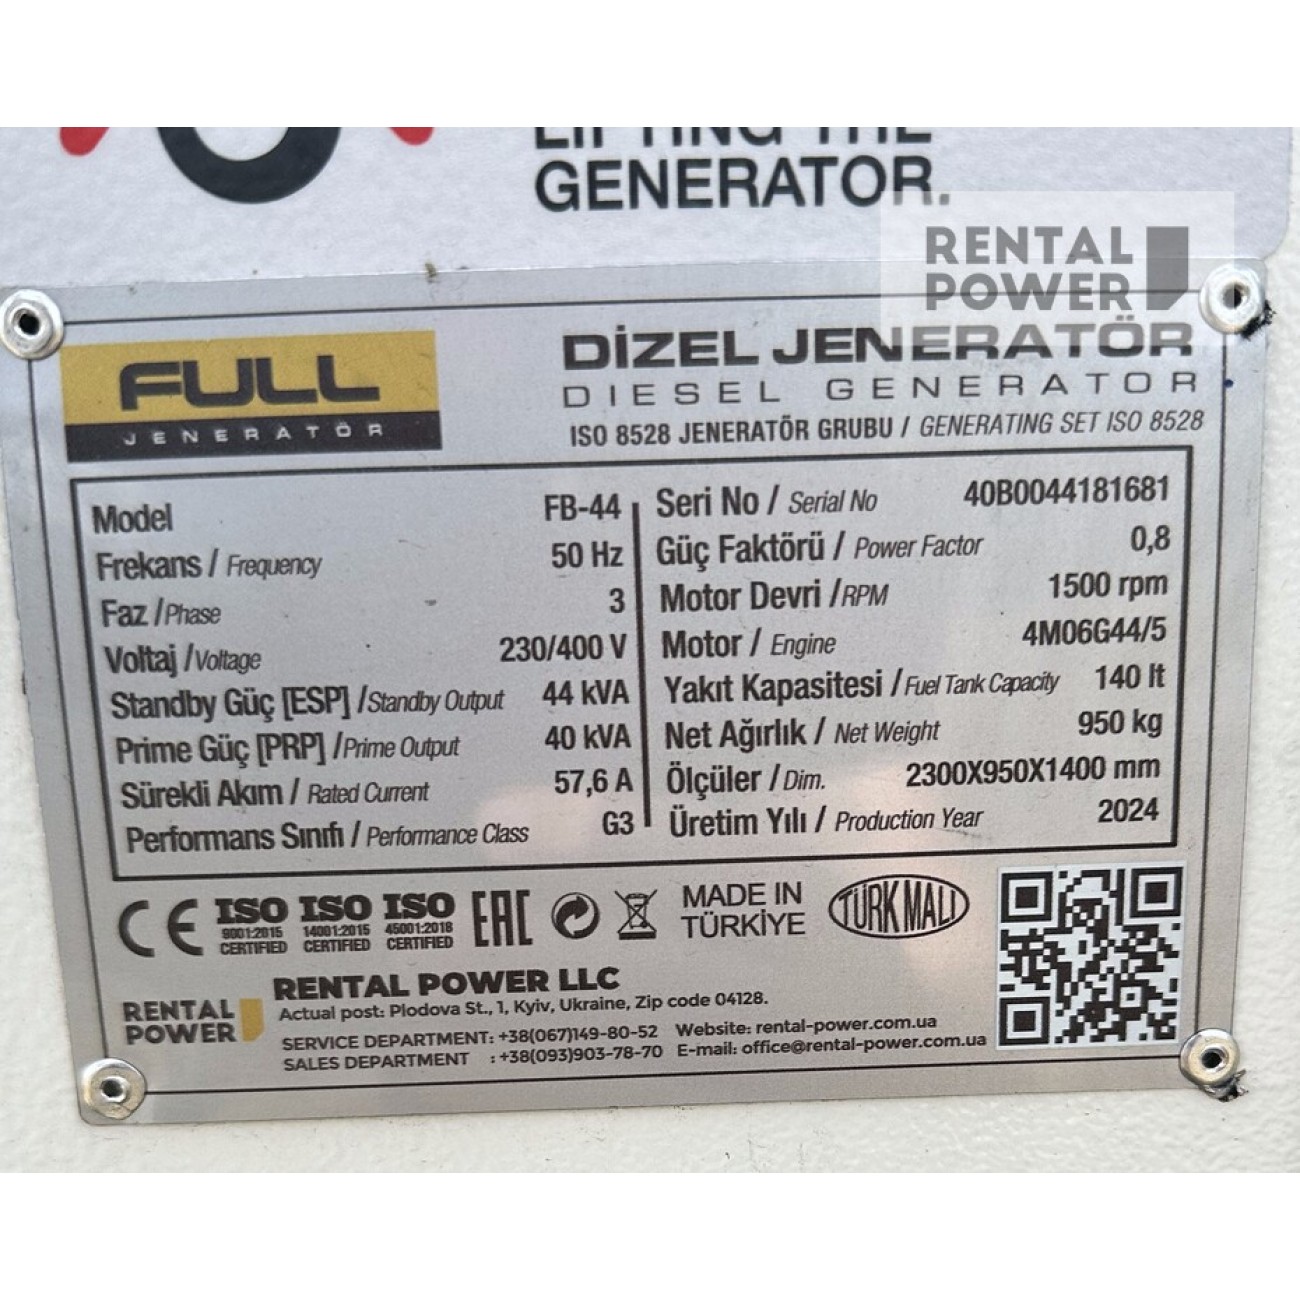 LIFTING THE
GENERATOR.
RENTAL
POWER
FULL
JENERATÖR
DİZEL JENERATÖR
DIESEL GENERATOR
ISO 8528 JENERATÖR GRUBU / GENERATING SET ISO 8528
Model FB-44
Frekans / Frequency 50 Hz
Faz / Phase 3
Voltaj / Voltage 230/400 V
Standby Güç [ESP] / Standby Output 44 kVA
Prime Güç [PRP] / Prime Output 40 kVA
Sürekli Akım / Rated Current 57,6 A
Performans Sınıfı / Performance Class G3
Seri No / Serial No 40B0044181681
Güç Faktörü / Power Factor 0,8
Motor Devri / RPM 1500 rpm
Motor / Engine 4M06G44/5
Yakıt Kapasitesi / Fuel Tank Capacity 140 lt
Net Ağırlık / Net Weight 950 kg
Ölçüler / Dim. 2300X950X1400 mm
Üretim Yılı / Production Year 2024
CE
ISO 9001:2015 CERTIFIED
ISO 14001:2015 CERTIFIED
ISO 45001:2018 CERTIFIED
EAC
MADE IN
TÜRKİYE
TÜRK MALI
RENTAL
POWER
RENTAL POWER LLC
Actual post: Plodova St., 1, Kyiv, Ukraine, Zip code 04128.
SERVICE DEPARTMENT: +38(067)149-80-52 Website: rental-power.com.ua
SALES DEPARTMENT : +38(093)903-78-70 E-mail: office@rental-power.com.ua